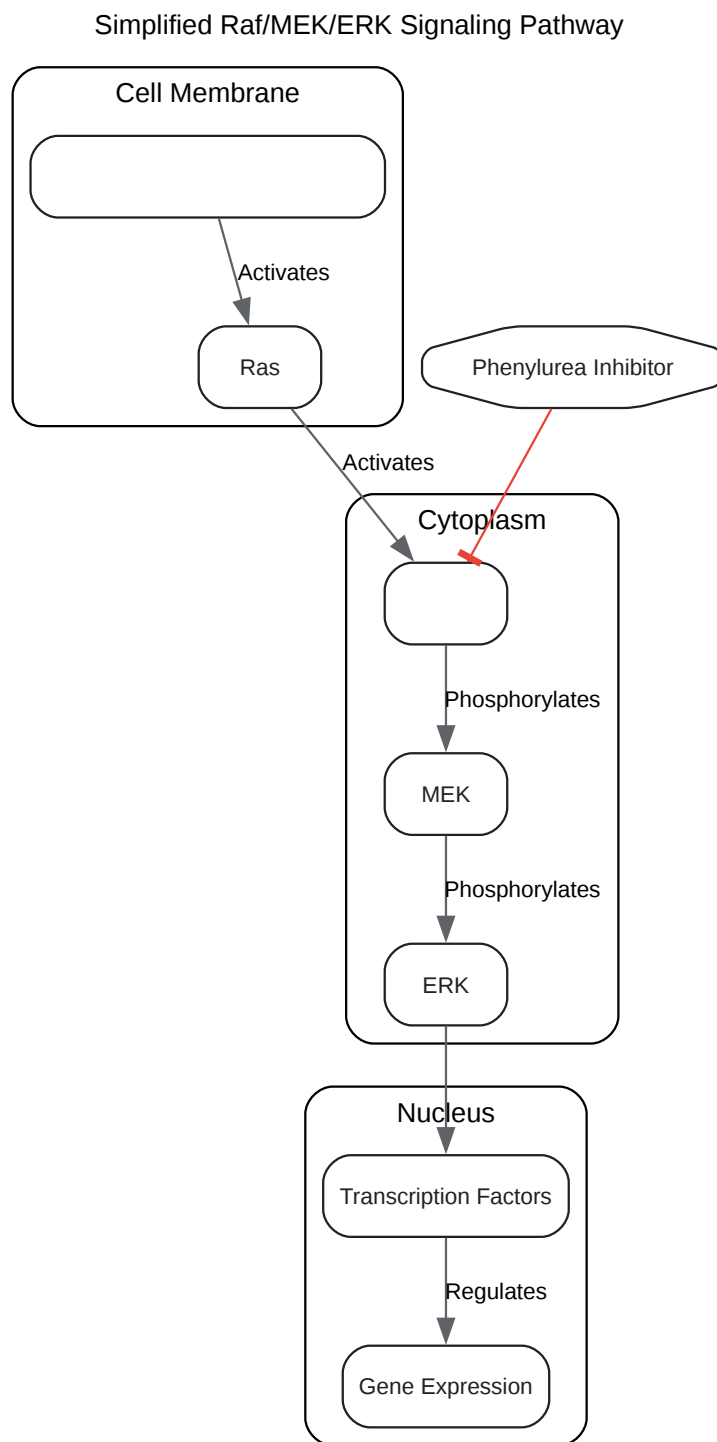 Simplified Raf/MEK/ERK Signaling Pathway
Cell Membrane
Activates
Ras
Phenylurea Inhibitor
Activates
Cytoplasm
Phosphorylates
MEK
Phosphorylates
ERK
Nucleus
Transcription Factors
Regulates
Gene Expression